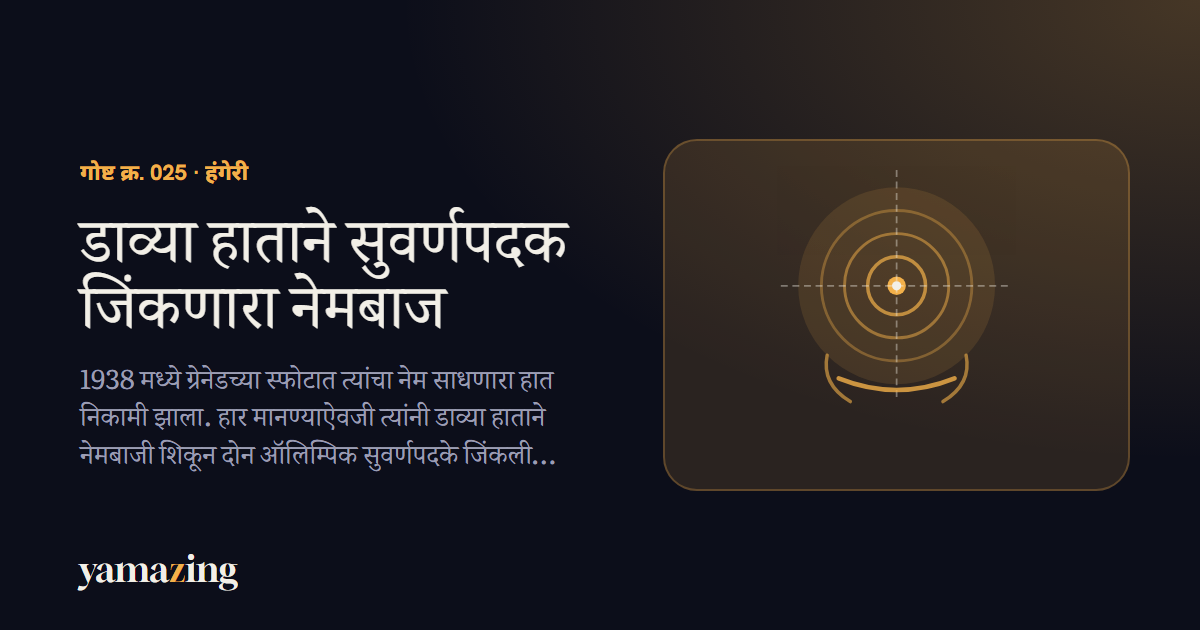 गोष्ट क्र. 025 · हंगेरी
डाव्या हाताने सुवर्णपदक
जिंकणारा नेमबाज
1938 मध्ये ग्रेनेडच्या स्फोटात त्यांचा नेम साधणारा हात
निकामी झाला. हार मानण्याऐवजी त्यांनी डाव्या हाताने
नेमबाजी शिकून दोन ऑलिम्पिक सुवर्णपदके जिंकली...
yamazing